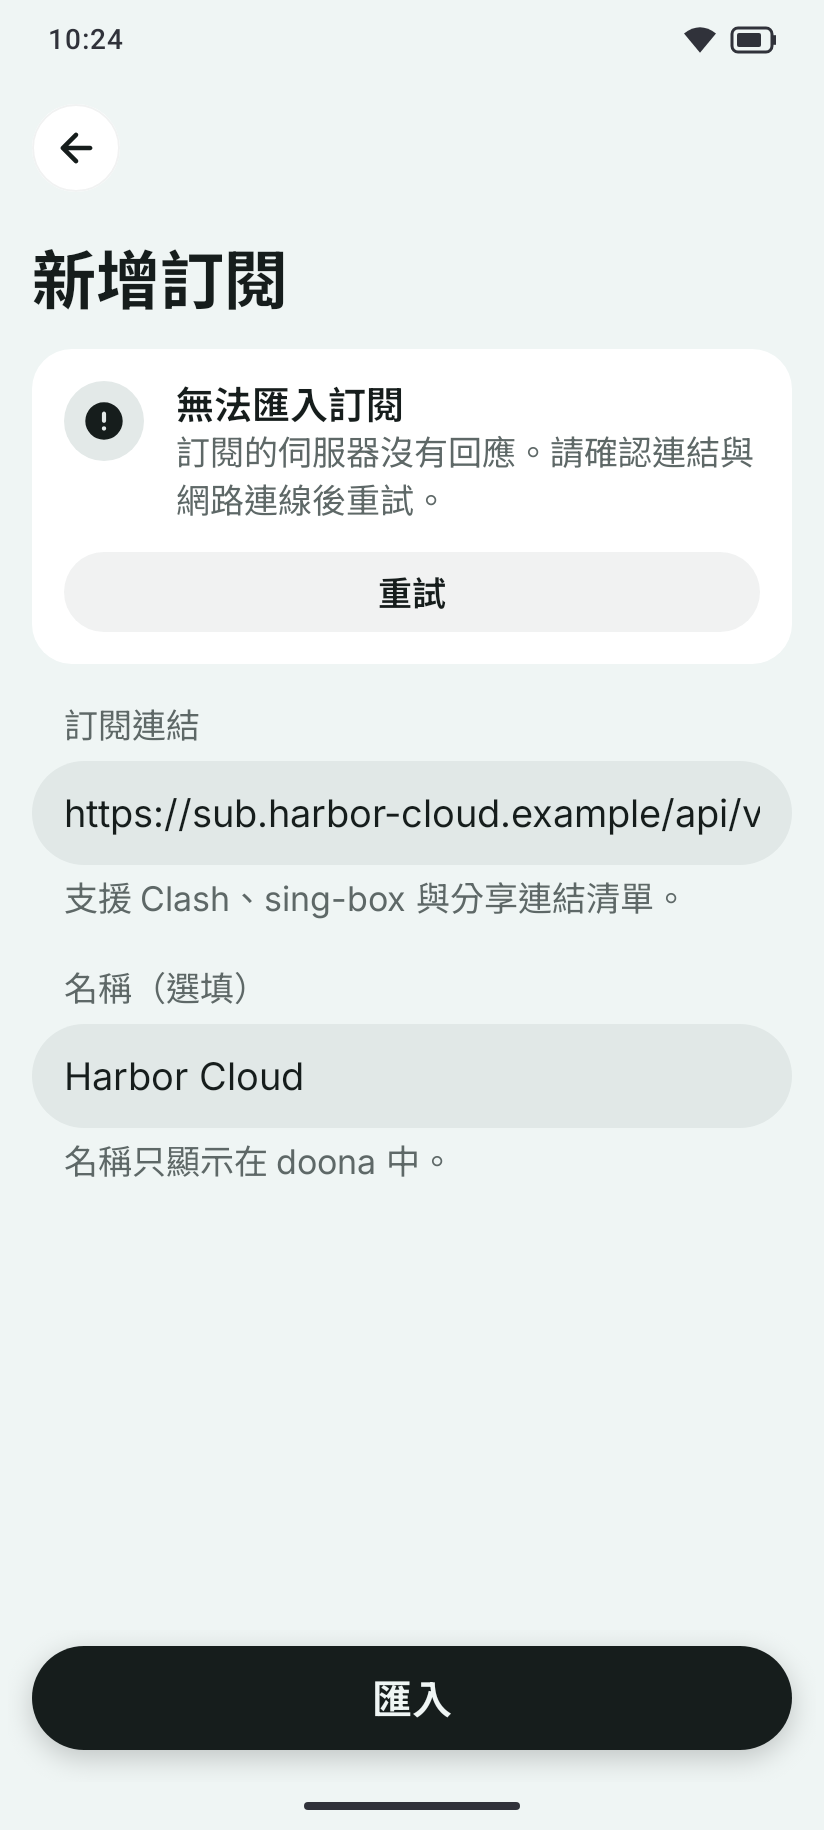 10:24
新增訂閱
無法匯入訂閱
訂閱的伺服器沒有回應。請確認連結與
網路連線後重試。
重試
訂閱連結
https://sub.harbor-cloud.example/api/v
支援 Clash、sing-box 與分享連結清單。
名稱（選填）
Harbor Cloud
名稱只顯示在 doona 中。
匯入